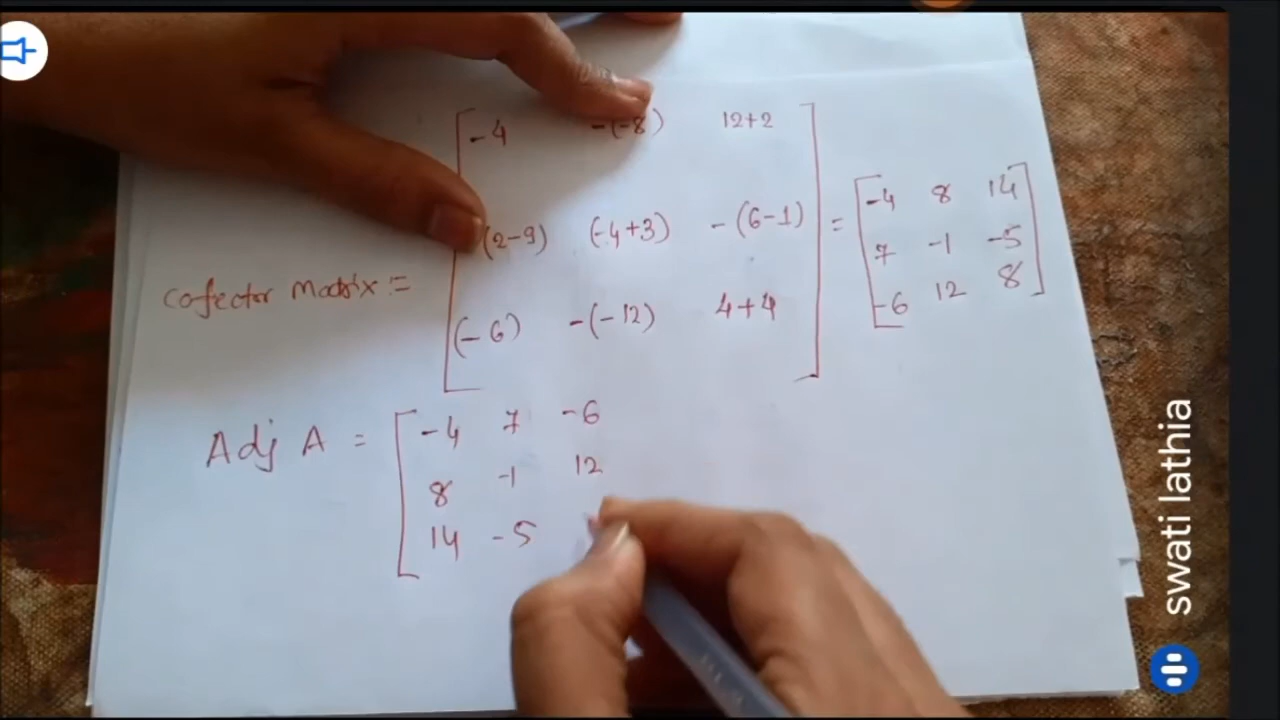 -4 -(-8) 12+2
(2-9) (-4+3) -(6-1)
(-6) -(-12) 4+4
Cofector matrix :=
=
-4 8 14
7 -1 -5
-6 12 8
Adj A =
-4 7 -6
8 -1 12
14 -5
swati lathia